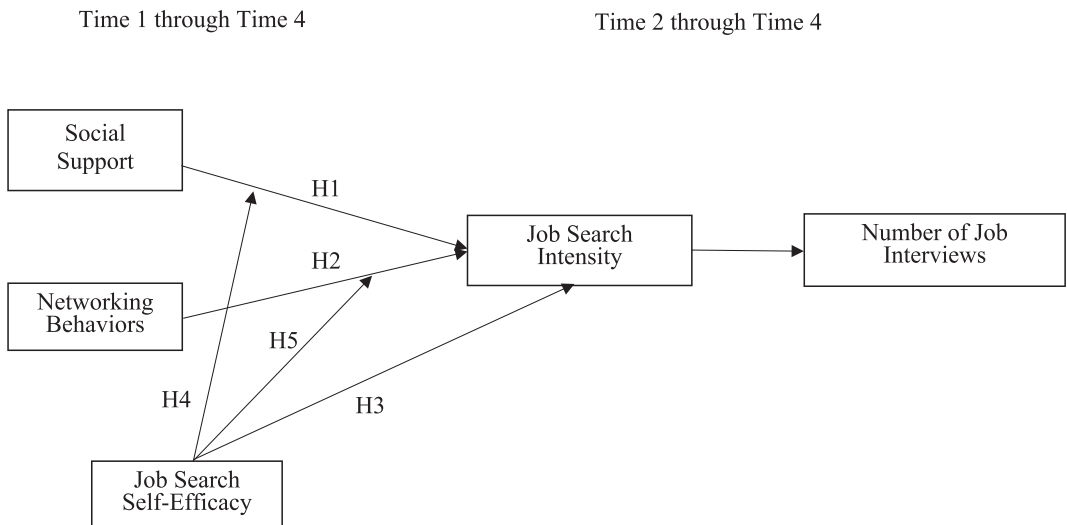 Time 1 through Time 4
Time 2 through Time 4
Social
Support
H1
Job Search
Intensity
Number of Job
Interviews
H2
Networking
Behaviors
H5
H4
H3
Job Search
Self-Efficacy